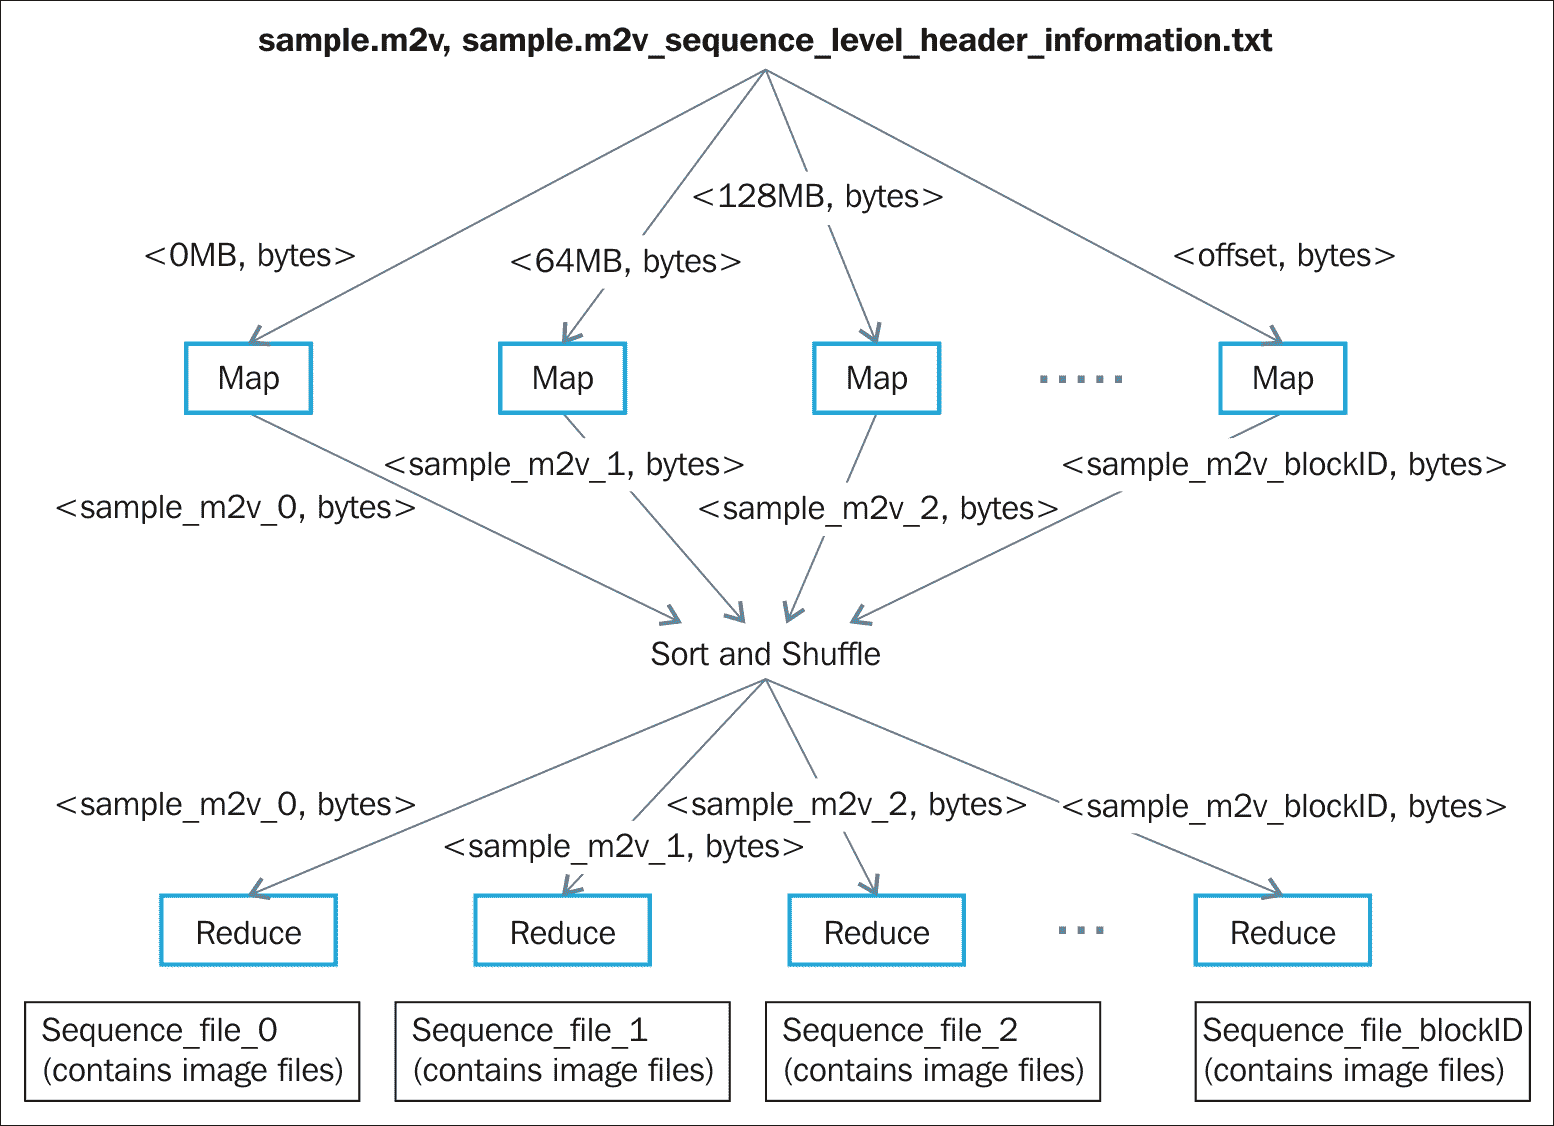 sample.m2v, sample.m2v_sequence_level_header_information.txt
<128MB, bytes>
<0MB, bytes>
<64MB, bytes>
<offset, bytes>
Map
Map
Map
Map
<sample_m2v_1, bytes>
<sample_m2v_blockID, bytes>
<sample_m2v_0, bytes>
<sample_m2v_2, bytes>
Sort and Shuffle
<sample_m2v_0, bytes>
<sample_m2v_2, bytes>
<sample_m2v_blockID, bytes>
<sample_m2v_1, bytes>
Reduce
Reduce
Reduce
Reduce
Sequence_file_0
(contains image files)
Sequence_file_1
(contains image files)
Sequence_file_2
(contains image files)
Sequence_file_blockID
(contains image files)